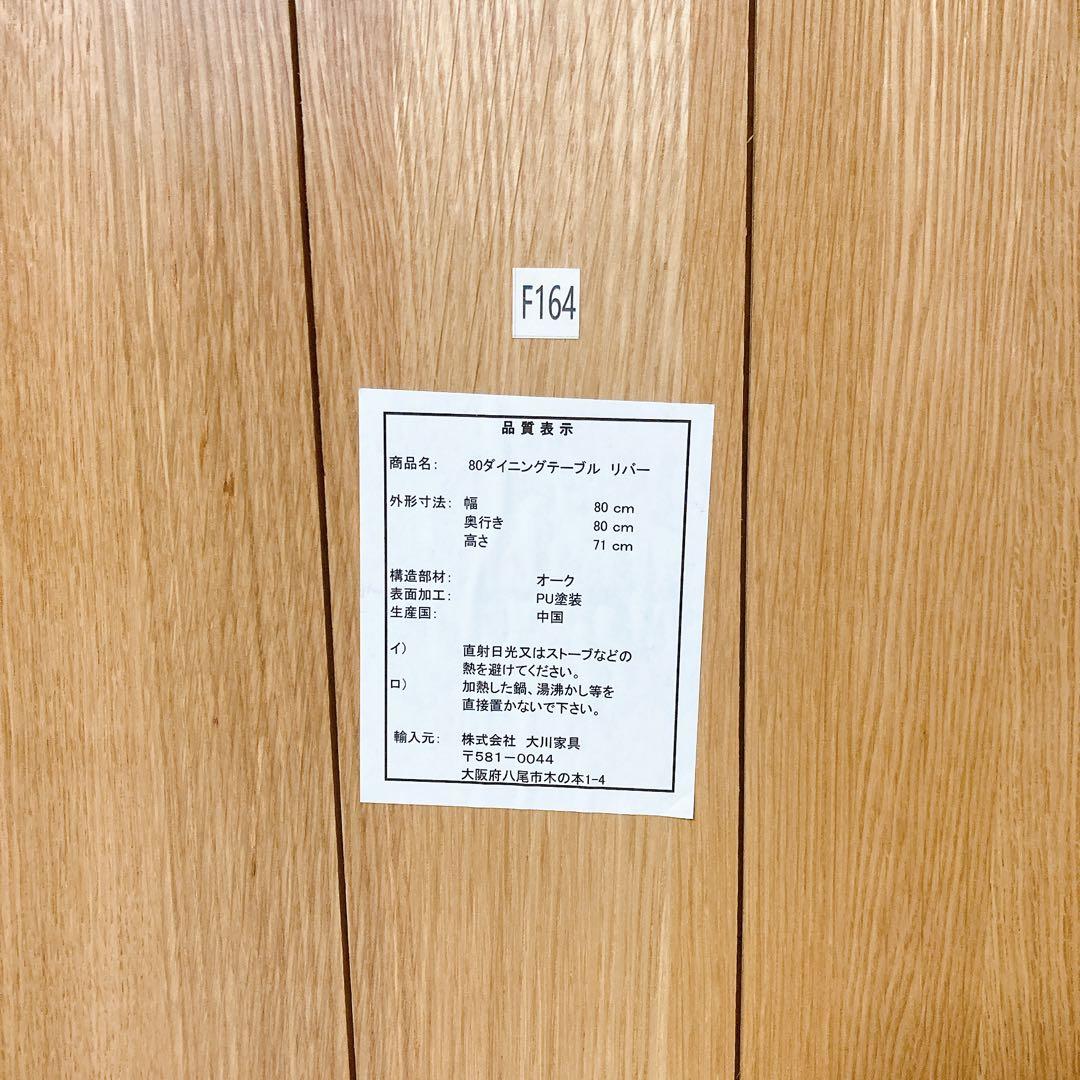 F164
品質表示
商品名: 80ダイニングテーブル リバー
外形寸法: 幅 80 cm
奥行き 80 cm
高さ 71 cm
構造部材: オーク
表面加工: PU塗装
生産国: 中国
イ) 直射日光又はストーブなどの
熱を避けてください。
ロ) 加熱した鍋、湯沸かし等を
直接置かないで下さい。
輸入元: 株式会社 大川家具
〒581-0044
大阪府八尾市木の本1-4